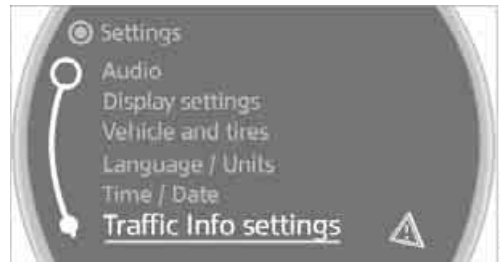 Settings
Audio
Display settings
Vehicle and tires
Language / Units
Time / Date
Traffic Info settings